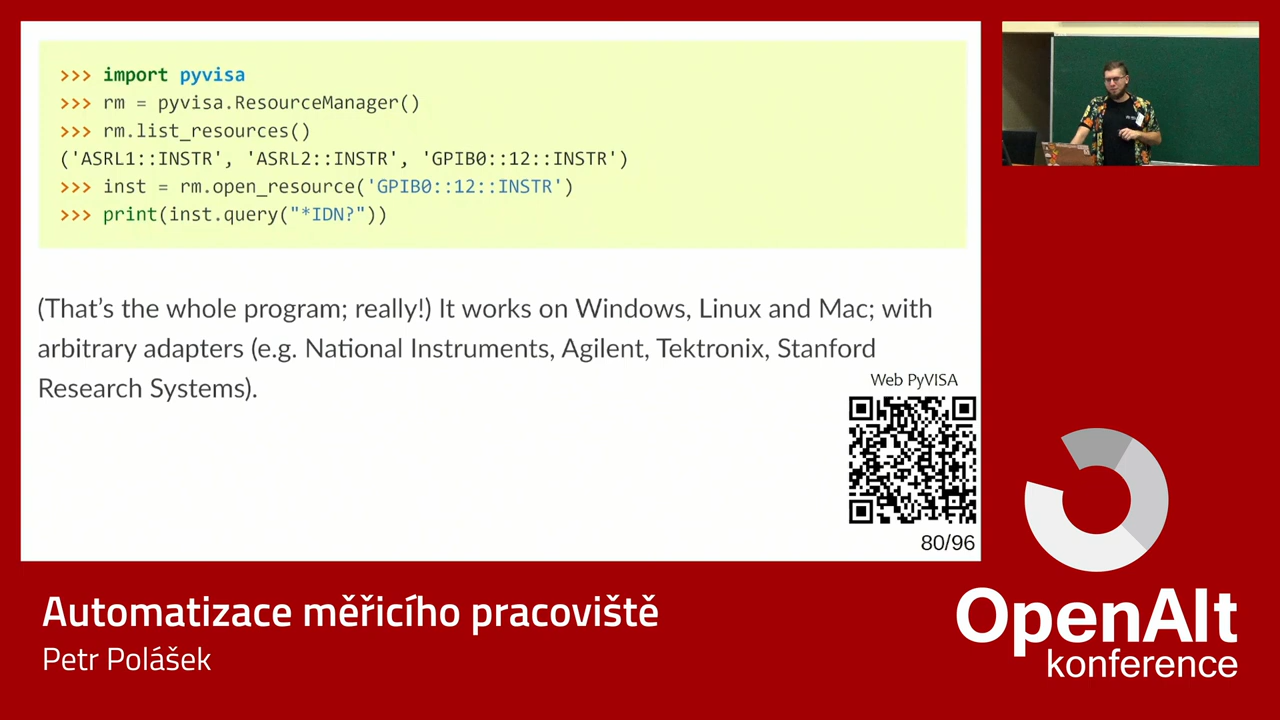 >>> import pyvisa
>>> rm = pyvisa.ResourceManager()
>>> rm.list_resources()
('ASRL1::INSTR', 'ASRL2::INSTR', 'GPIB0::12::INSTR')
>>> inst = rm.open_resource('GPIB0::12::INSTR')
>>> print(inst.query("*IDN?"))
(That's the whole program; really!) It works on Windows, Linux and Mac; with
arbitrary adapters (e.g. National Instruments, Agilent, Tektronix, Stanford
Research Systems).
Web PyVISA
80/96
Automatizace měřicího pracoviště
Petr Polášek
OpenAlt
konference